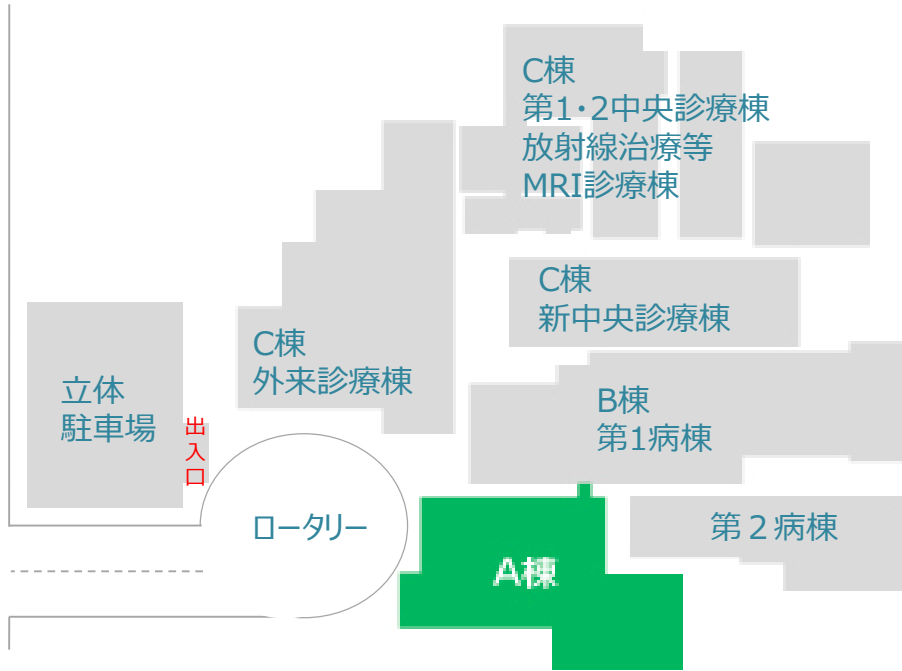 C棟
第1・2中央診療棟
放射線治療等
MRI診療棟
C棟
新中央診療棟
C棟
外来診療棟
立体
駐車場
出
入
口
B棟
第1病棟
ロータリー
第２病棟
A棟